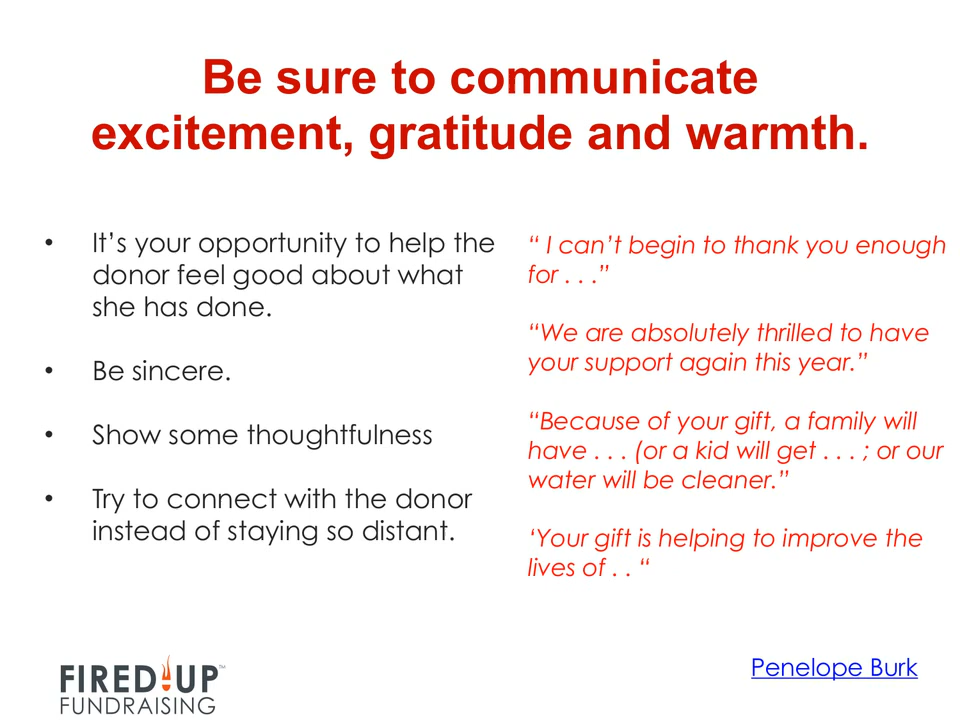 Be sure to communicate
excitement, gratitude and warmth.
• It’s your opportunity to help the
donor feel good about what
she has done.
• Be sincere.
• Show some thoughtfulness
• Try to connect with the donor
instead of staying so distant.
“ I can’t begin to thank you enough
for . . .”
“We are absolutely thrilled to have
your support again this year.”
“Because of your gift, a family will
have . . . (or a kid will get . . . ; or our
water will be cleaner.”
‘Your gift is helping to improve the
lives of . . “
FIRED UP™
FUNDRAISING
Penelope Burk